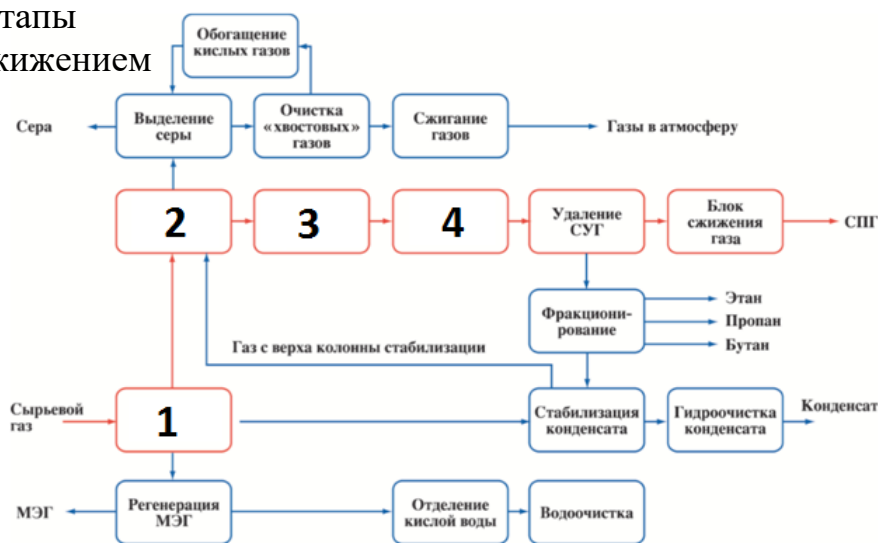 тапы
жижением
Обогащение
кислых газов
Сера
Выделение
серы
Очистка
«хвостовых»
газов
Сжигание
газов
Газы в атмосферу
2
3
4
Удаление
СУГ
Блок
сжижения
газа
СПГ
Фракциони-
рование
Этан
Пропан
Бутан
Газ с верха колонны стабилизации
Сырьевой
газ
1
Стабилизация
конденсата
Гидроочистка
конденсата
Конденсат
МЭГ
Регенерация
МЭГ
Отделение
кислой воды
Водоочистка